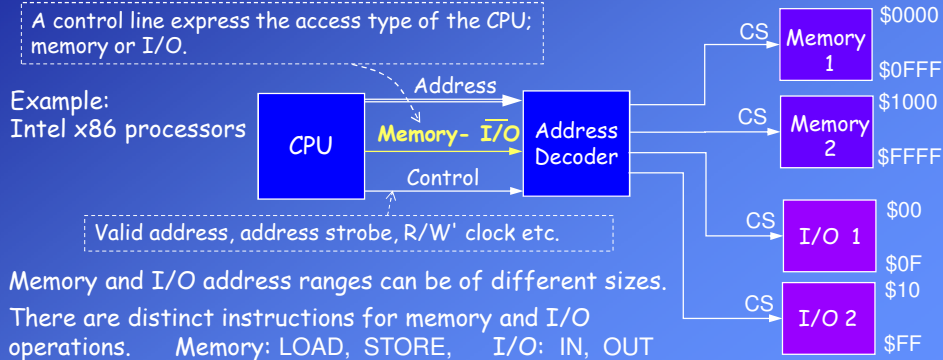 A control line express the access type of the CPU;
memory or I/O.
Example:
Intel x86 processors
CPU
Address
Memory- I/O
Control
Address
Decoder
Valid address, address strobe, R/W' clock etc.
CS
Memory
1
$0000
$0FFF
CS
Memory
2
$1000
$FFFF
CS
I/O 1
$00
$0F
CS
I/O 2
$10
$FF
Memory and I/O address ranges can be of different sizes.
There are distinct instructions for memory and I/O
operations. Memory: LOAD, STORE, I/O: IN, OUT